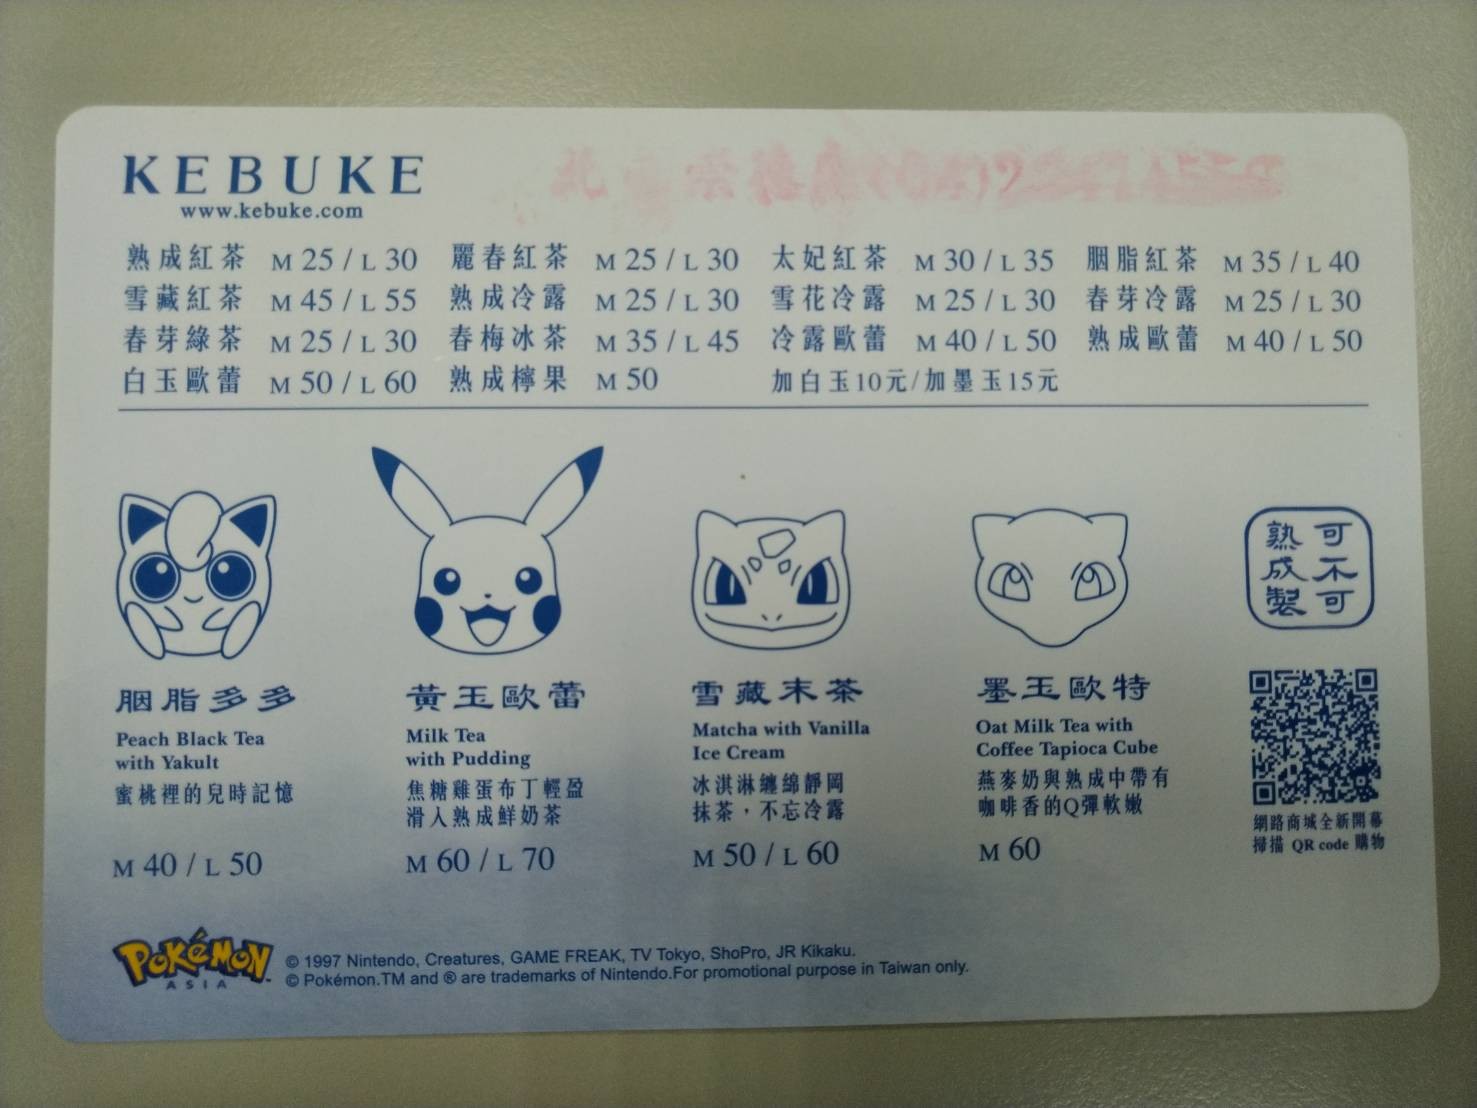 KEBUKE
www.kebuke.com
熟成紅茶 M 25 / L 30 麗春紅茶 M 25 / L 30 太妃紅茶 M 30 / L 35 胭脂紅茶 M 35 / L 40
雪藏紅茶 M 45 / L 55 熟成冷露 M 25 / L 30 雪花冷露 M 25 / L 30 春芽冷露 M 25 / L 30
春芽綠茶 M 25 / L 30 春梅冰茶 M 35 / L 45 冷露歐蕾 M 40 / L 50 熟成歐蕾 M 40 / L 50
白玉歐蕾 M 50 / L 60 熟成檸果 M 50 加白玉10元/加墨玉15元
胭脂多多
Peach Black Tea
with Yakult
蜜桃裡的兒時記憶
M 40 / L 50
黃玉歐蕾
Milk Tea
with Pudding
焦糖雞蛋布丁輕盈
滑入熟成鮮奶茶
M 60 / L 70
雪藏末茶
Matcha with Vanilla
Ice Cream
冰淇淋纏綿靜岡
抹茶，不忘冷露
M 50 / L 60
墨玉歐特
Oat Milk Tea with
Coffee Tapioca Cube
燕麥奶與熟成中帶有
咖啡香的Q彈軟嫩
M 60
可不可
熟成製
網路商城全新開幕
掃描 QR code 購物
POKéMON
ASIA
© 1997 Nintendo, Creatures, GAME FREAK, TV Tokyo, ShoPro, JR Kikaku.
© Pokémon.TM and ® are trademarks of Nintendo.For promotional purpose in Taiwan only.